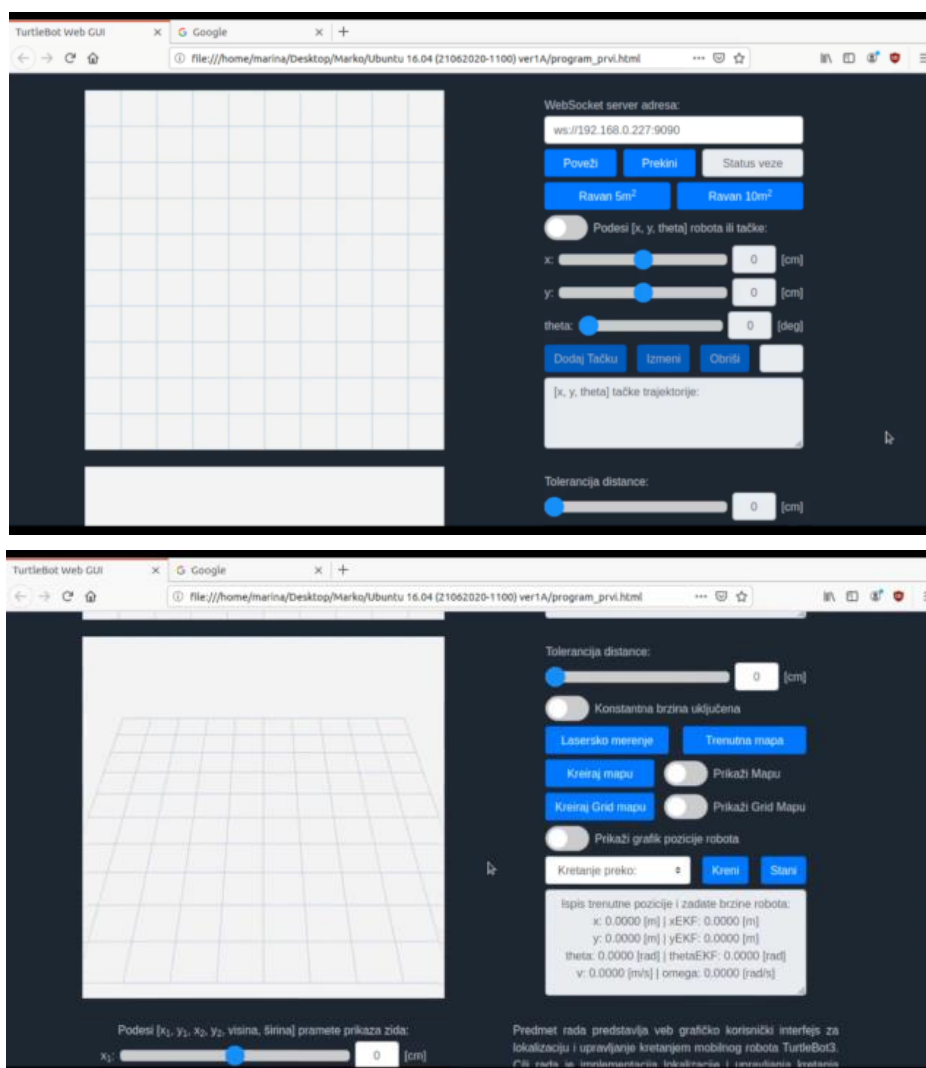 TurtleBot Web GUI
Google
file:///home/marina/Desktop/Marko/Ubuntu 16.04 (21062020-1100) ver1A/program_prvi.html
WebSocket server adresa:
ws://192.168.0.227:9090
Poveži Prekini Status veze
Ravan 5m² Ravan 10m²
Podesi [x, y, theta] robota ili tačke:
x: 0 [cm]
y: 0 [cm]
theta: 0 [deg]
Dodaj Tačku Izmeni Obriši
[x, y, theta] tačke trajektorije:
Tolerancija distance:
0 [cm]
TurtleBot Web GUI
Google
file:///home/marina/Desktop/Marko/Ubuntu 16.04 (21062020-1100) ver1A/program_prvi.html
Tolerancija distance:
0 [cm]
Konstantna brzina uključena
Lasersko merenje Trenutna mapa
Kreiraj mapu Prikaži Mapu
Kreiraj Grid mapu Prikaži Grid Mapu
Prikaži grafik pozicije robota
Kretanje preko: Kreni Stani
Ispis trenutne pozicije i zadate brzine robota:
x: 0.0000 [m] | xEKF: 0.0000 [m]
y: 0.0000 [m] | yEKF: 0.0000 [m]
theta: 0.0000 [rad] | thetaEKF: 0.0000 [rad]
v: 0.0000 [m/s] | omega: 0.0000 [rad/s]
Podesi [x₁, y₁, x₂, y₂, visina, širina] pramete prikaza zida:
x₁: 0 [cm]
Predmet rada predstavlja veb grafičko korisnički interfejs za
lokalizaciju i upravljanje kretanjem mobilnog robota TurtleBot3.
Cilj rada je implementacija lokalizacije i upravljanja kretanja